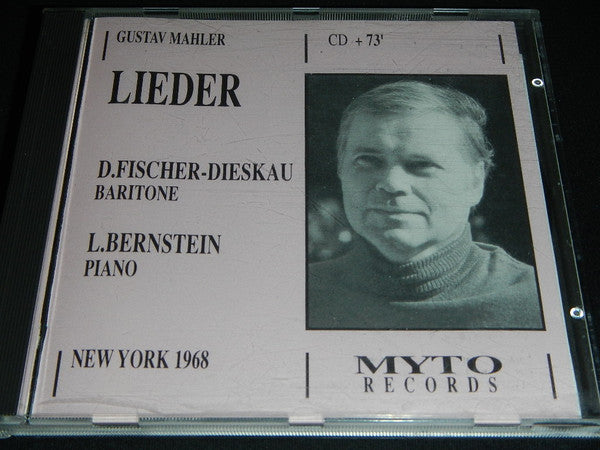 GUSTAV MAHLER
CD + 73'
LIEDER
D.FISCHER-DIESKAU
BARITONE
L.BERNSTEIN
PIANO
NEW YORK 1968
MYTO
RECORDS